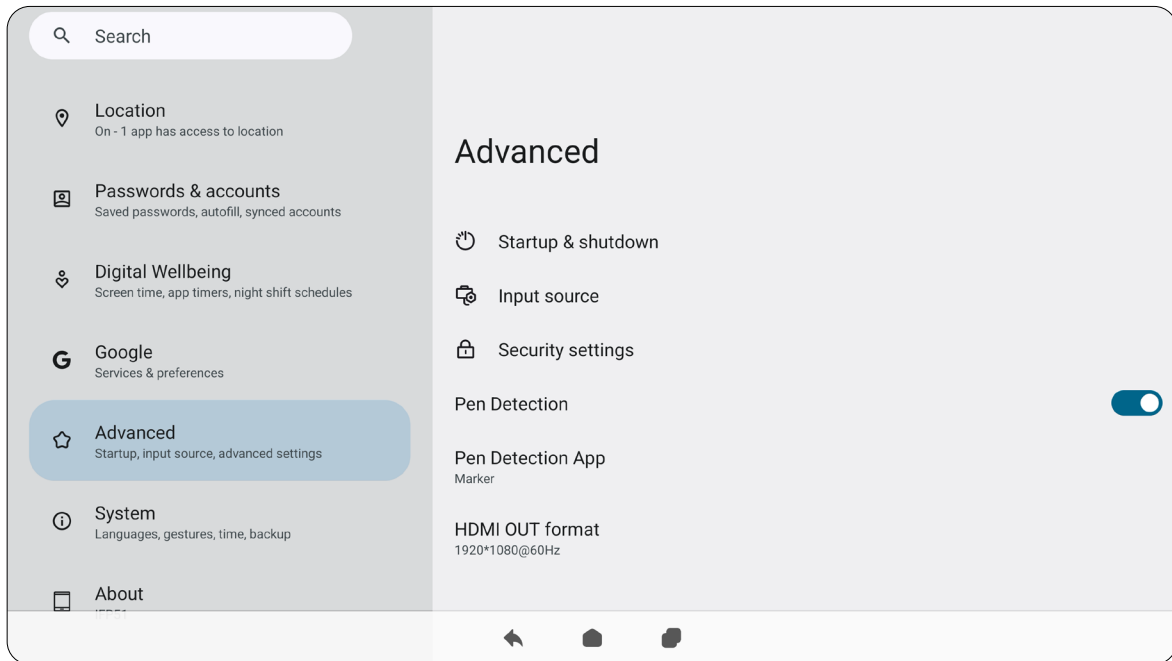 Search
Location
On - 1 app has access to location
Passwords & accounts
Saved passwords, autofill, synced accounts
Digital Wellbeing
Screen time, app timers, night shift schedules
Google
Services & preferences
Advanced
Startup, input source, advanced settings
System
Languages, gestures, time, backup
About
IFP51
Advanced
Startup & shutdown
Input source
Security settings
Pen Detection
Pen Detection App
Marker
HDMI OUT format
1920*1080@60Hz